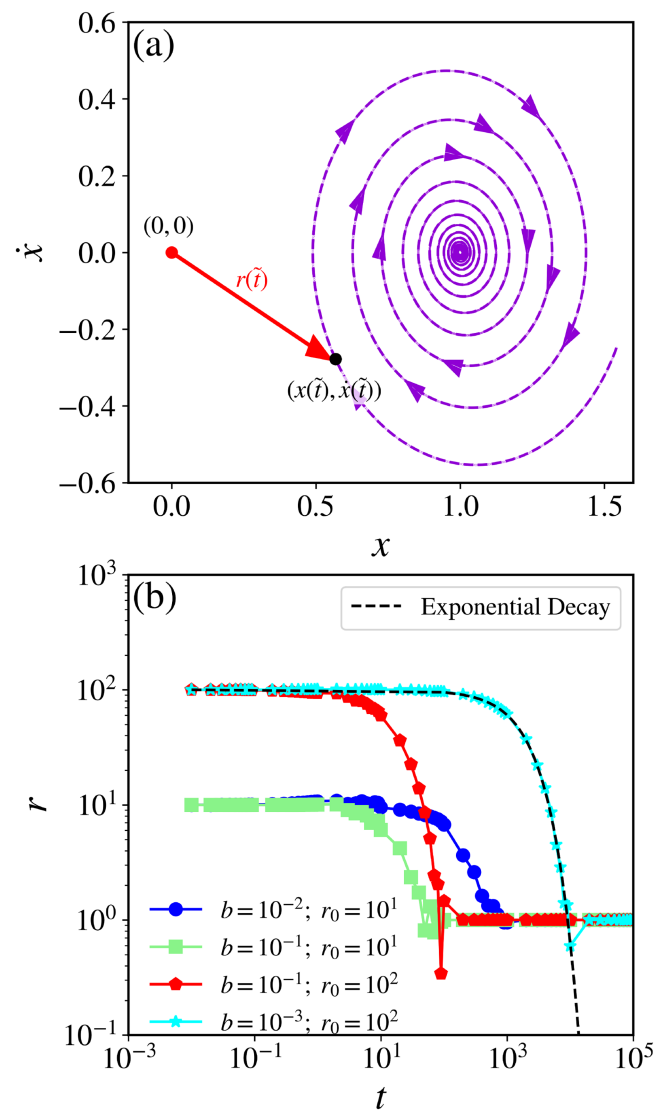 (a)
0.6
0.4
0.2
0.0
−0.2
−0.4
−0.6
ẋ
(0, 0)
r(t̃)
(x(t̃), ẋ(t̃))
0.0 0.5 1.0 1.5
x
(b)
10³
10²
10¹
10⁰
10⁻¹
r
Exponential Decay
b = 10⁻²; r₀ = 10¹
b = 10⁻¹; r₀ = 10¹
b = 10⁻¹; r₀ = 10²
b = 10⁻³; r₀ = 10²
10⁻³ 10⁻¹ 10¹ 10³ 10⁵
t